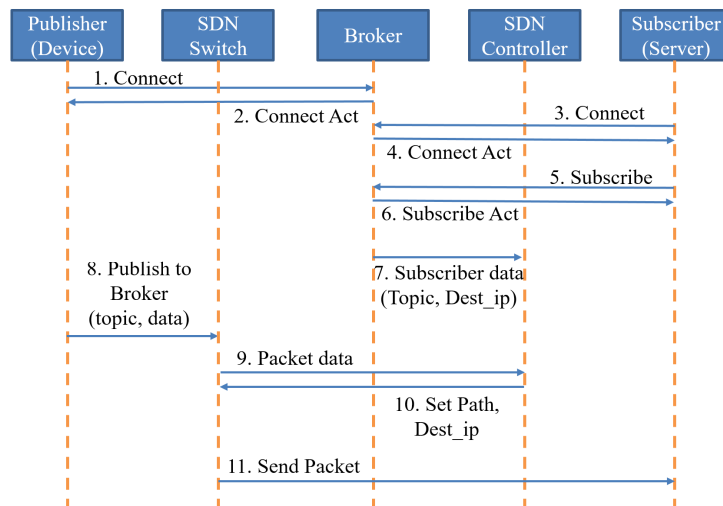 Publisher
(Device)
SDN
Switch
Broker
SDN
Controller
Subscriber
(Server)
1. Connect
2. Connect Act
3. Connect
4. Connect Act
5. Subscribe
6. Subscribe Act
7. Subscriber data
(Topic, Dest_ip)
8. Publish to
Broker
(topic, data)
9. Packet data
10. Set Path,
Dest_ip
11. Send Packet